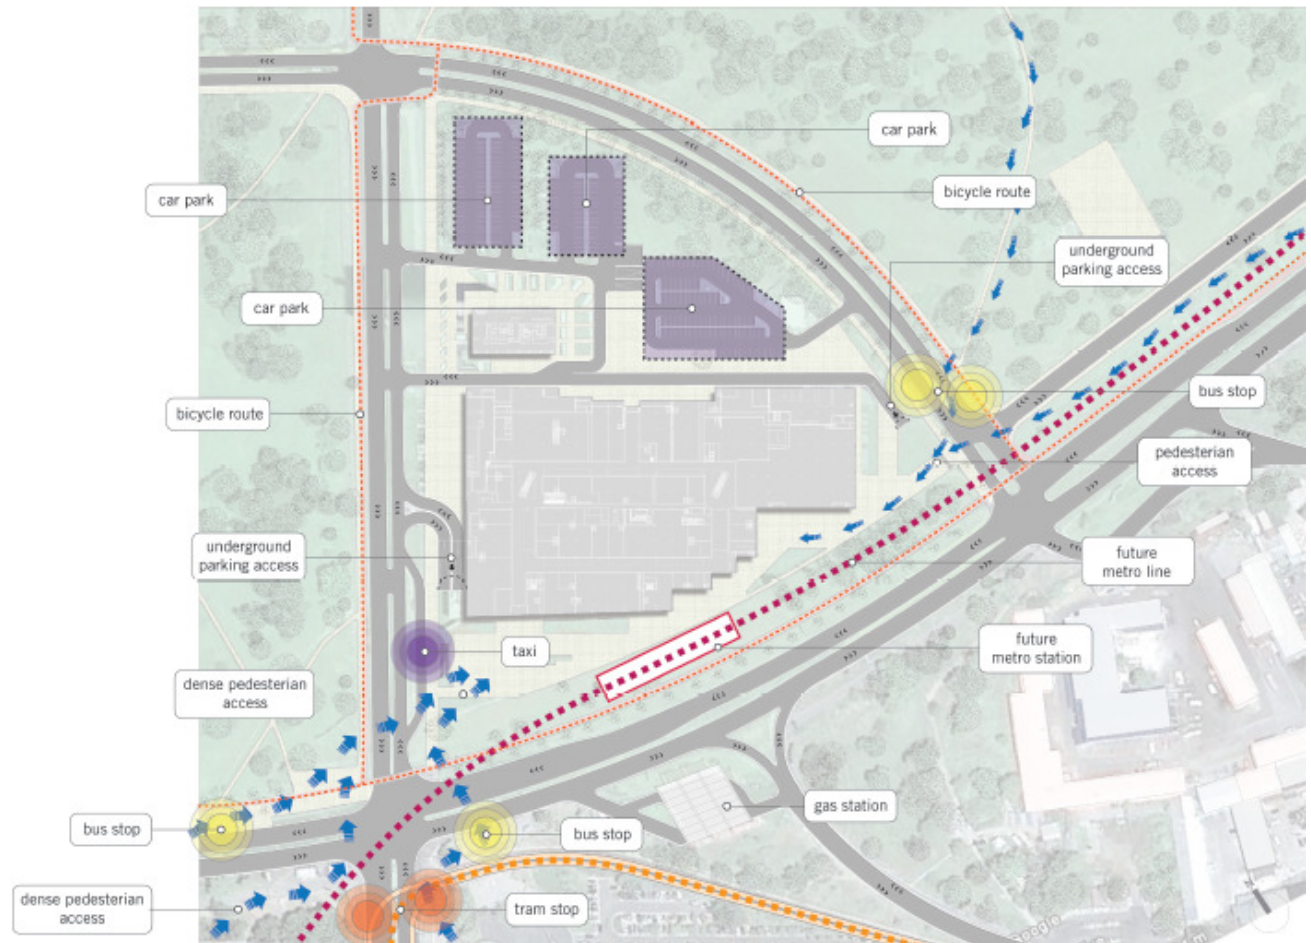 car park
car park
bicycle route
underground
parking access
car park
bus stop
bicycle route
pedesterian
access
underground
parking access
future
metro line
taxi
future
metro station
dense pedesterian
access
gas station
bus stop
bus stop
dense pedesterian
access
tram stop
Google